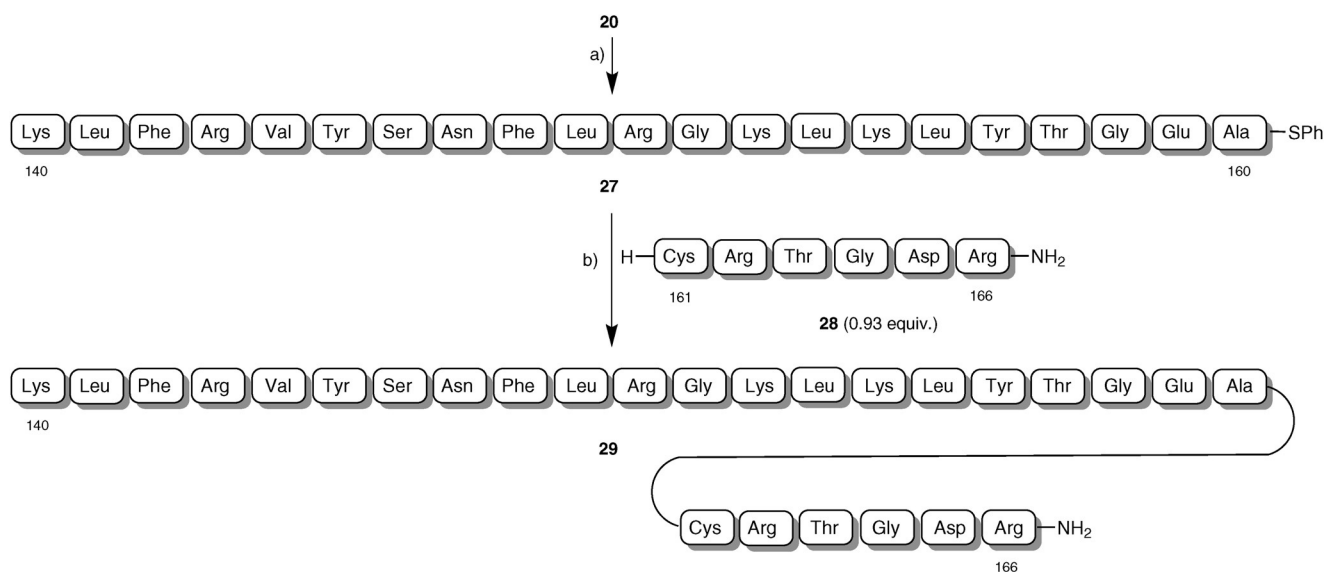 20
a)
Lys Leu Phe Arg Val Tyr Ser Asn Phe Leu Arg Gly Lys Leu Lys Leu Tyr Thr Gly Glu Ala SPh
140 160
27
b) H Cys Arg Thr Gly Asp Arg NH2
161 166
28 (0.93 equiv.)
Lys Leu Phe Arg Val Tyr Ser Asn Phe Leu Arg Gly Lys Leu Lys Leu Tyr Thr Gly Glu Ala
140
29
Cys Arg Thr Gly Asp Arg NH2
166